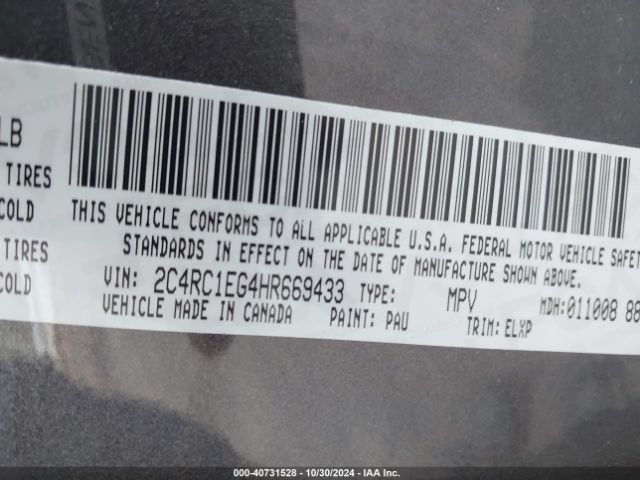 LB
TIRES
COLD
TIRES
COLD
THIS VEHICLE CONFORMS TO ALL APPLICABLE U.S.A. FEDERAL MOTOR VEHICLE SAFET
STANDARDS IN EFFECT ON THE DATE OF MANUFACTURE SHOWN ABOVE.
VIN: 2C4RC1EG4HR669433 TYPE: MPV MDH:011008 88
VEHICLE MADE IN CANADA PAINT: PAU TRIM: ELXP
000-40731528 - 10/30/2024 - IAA Inc.